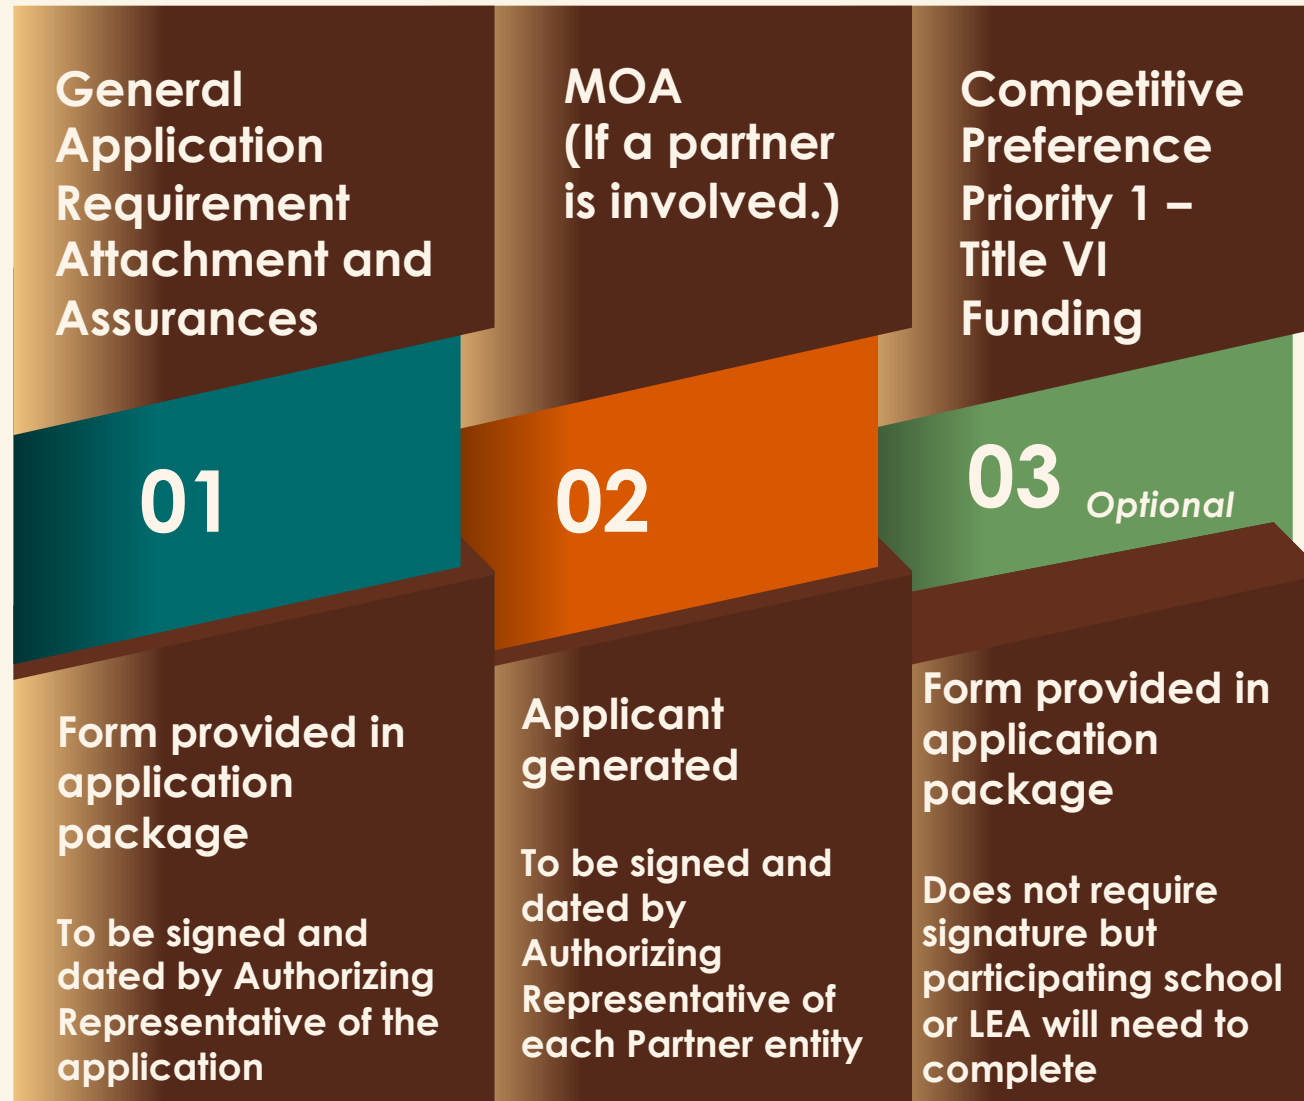 General
Application
Requirement
Attachment and
Assurances
01
Form provided in
application
package
To be signed and
dated by Authorizing
Representative of the
application
MOA
(If a partner
is involved.)
02
Applicant
generated
To be signed and
dated by
Authorizing
Representative of
each Partner entity
Competitive
Preference
Priority 1 –
Title VI
Funding
03 Optional
Form provided in
application
package
Does not require
signature but
participating school
or LEA will need to
complete